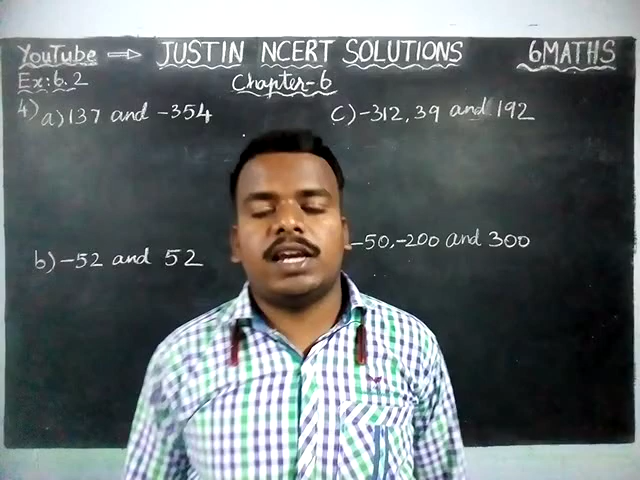 YouTube ⇒ JUSTIN NCERT SOLUTIONS 6MATHS
Ex: 6.2 Chapter-6
4) a) 137 and -354
c) -312, 39 and 192
b) -52 and 52
-50, -200 and 300